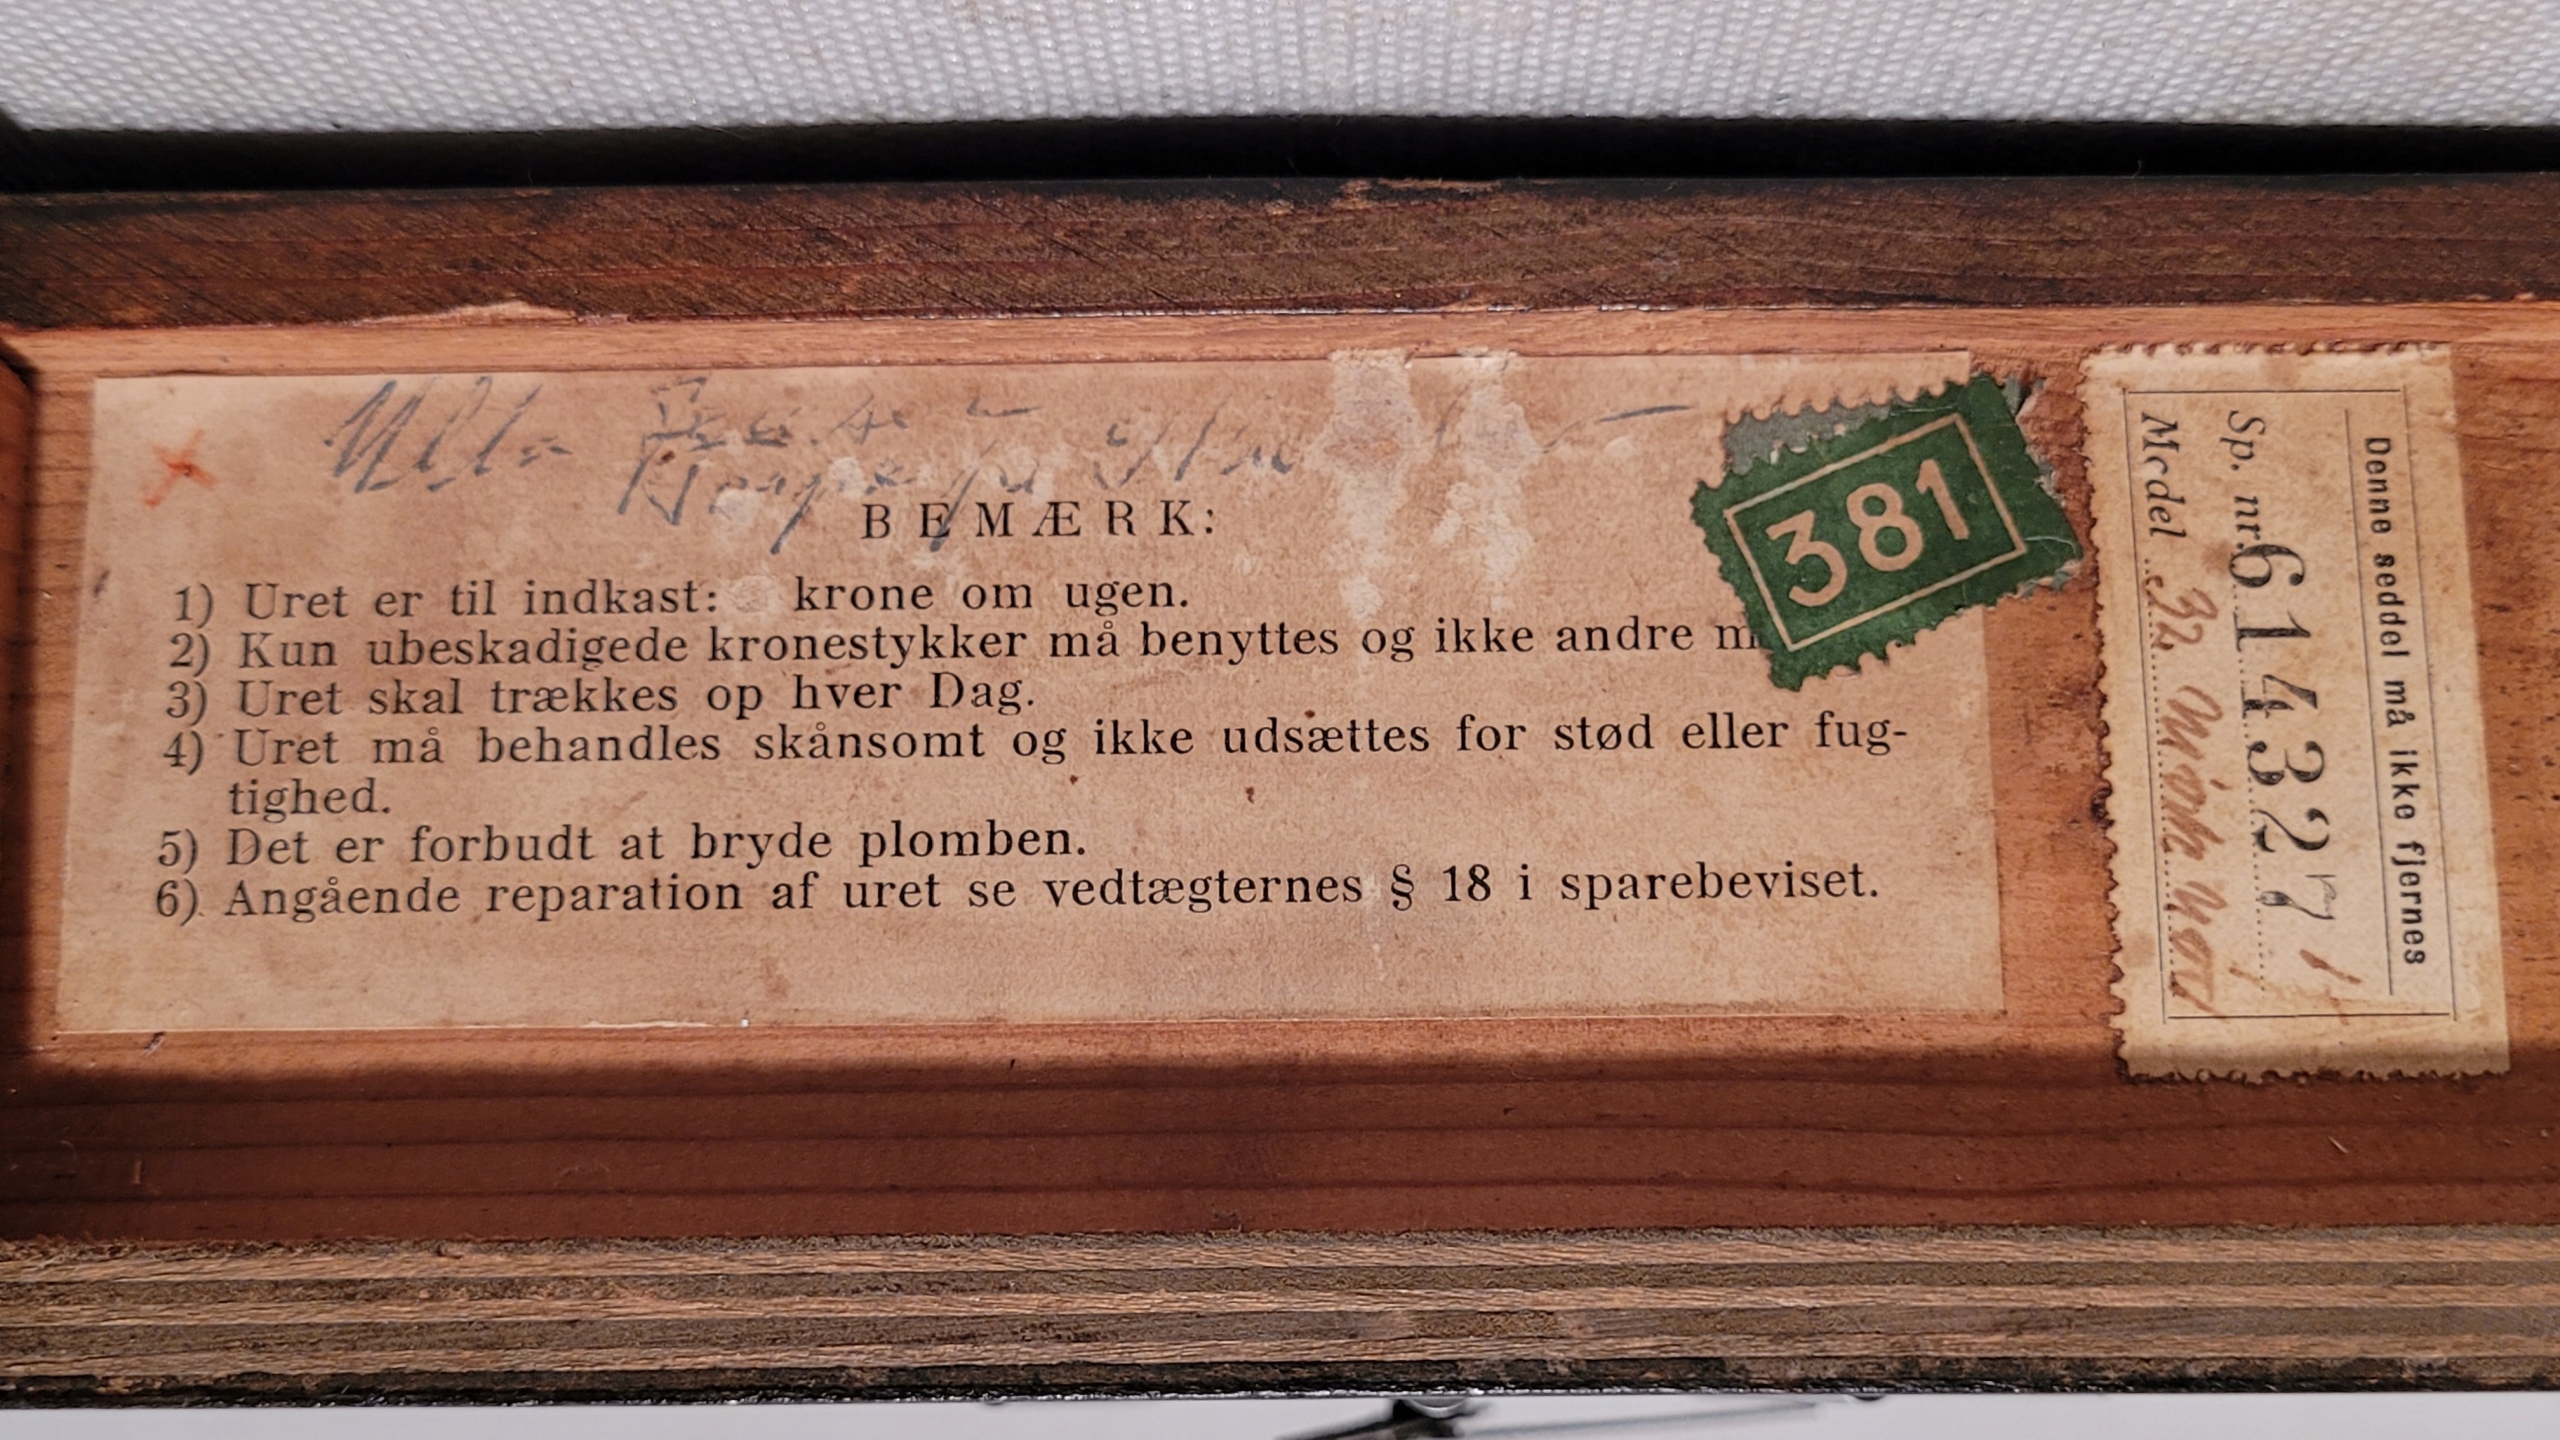 BEMÆRK:
1) Uret er til indkast: krone om ugen.
2) Kun ubeskadigede kronestykker må benyttes og ikke andre
3) Uret skal trækkes op hver Dag.
4) Uret må behandles skånsomt og ikke udsættes for stød eller fug-
tighed.
5) Det er forbudt at bryde plomben.
6) Angående reparation af uret se vedtægternes § 18 i sparebeviset.
381
Denne seddel må ikke fjernes
Sp. nr. 614327
Model 32